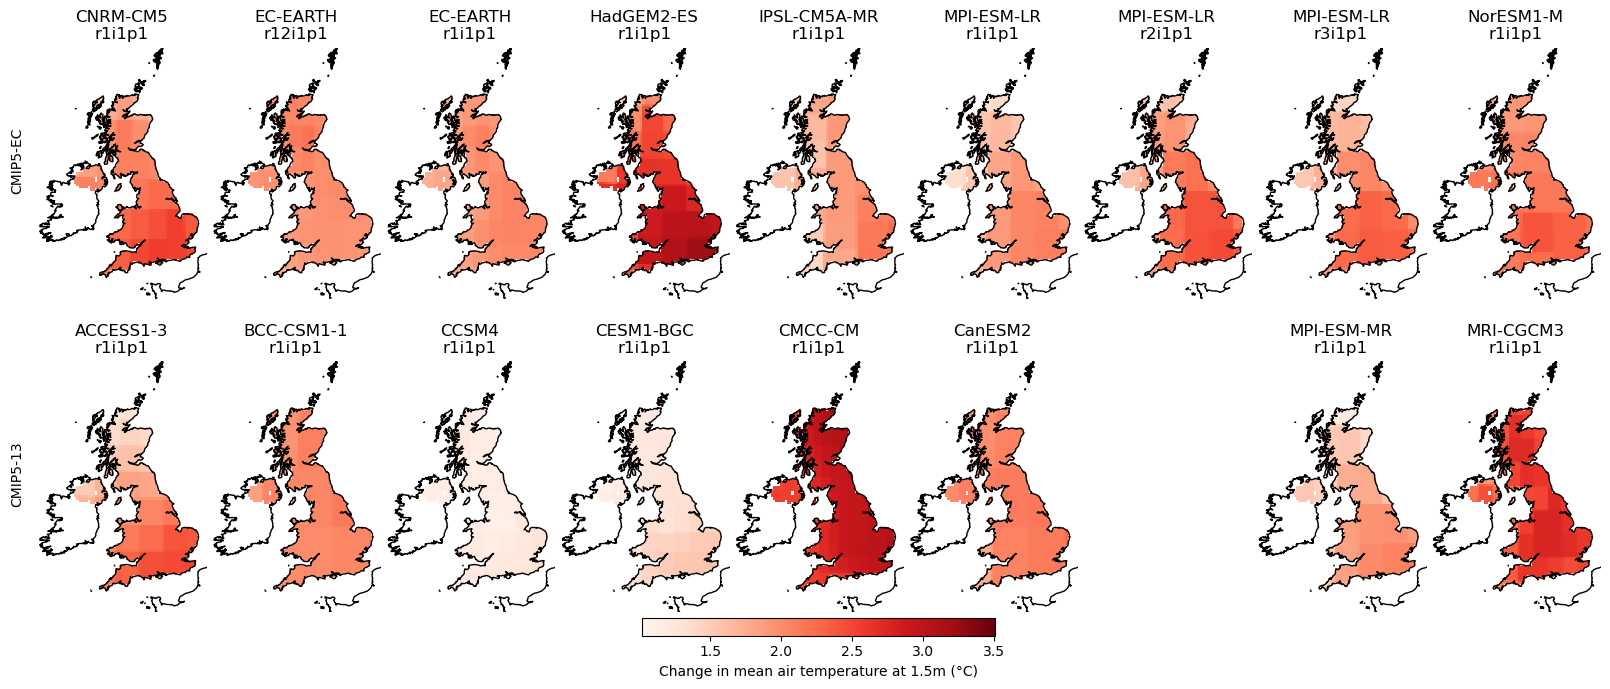 CNRM-CM5
r1i1p1
EC-EARTH
r12i1p1
EC-EARTH
r1i1p1
HadGEM2-ES
r1i1p1
IPSL-CM5A-MR
r1i1p1
MPI-ESM-LR
r1i1p1
MPI-ESM-LR
r2i1p1
MPI-ESM-LR
r3i1p1
NorESM1-M
r1i1p1
CMIP5-EC
ACCESS1-3
r1i1p1
BCC-CSM1-1
r1i1p1
CCSM4
r1i1p1
CESM1-BGC
r1i1p1
CMCC-CM
r1i1p1
CanESM2
r1i1p1
MPI-ESM-MR
r1i1p1
MRI-CGCM3
r1i1p1
CMIP5-13
1.5 2.0 2.5 3.0 3.5
Change in mean air temperature at 1.5m (°C)